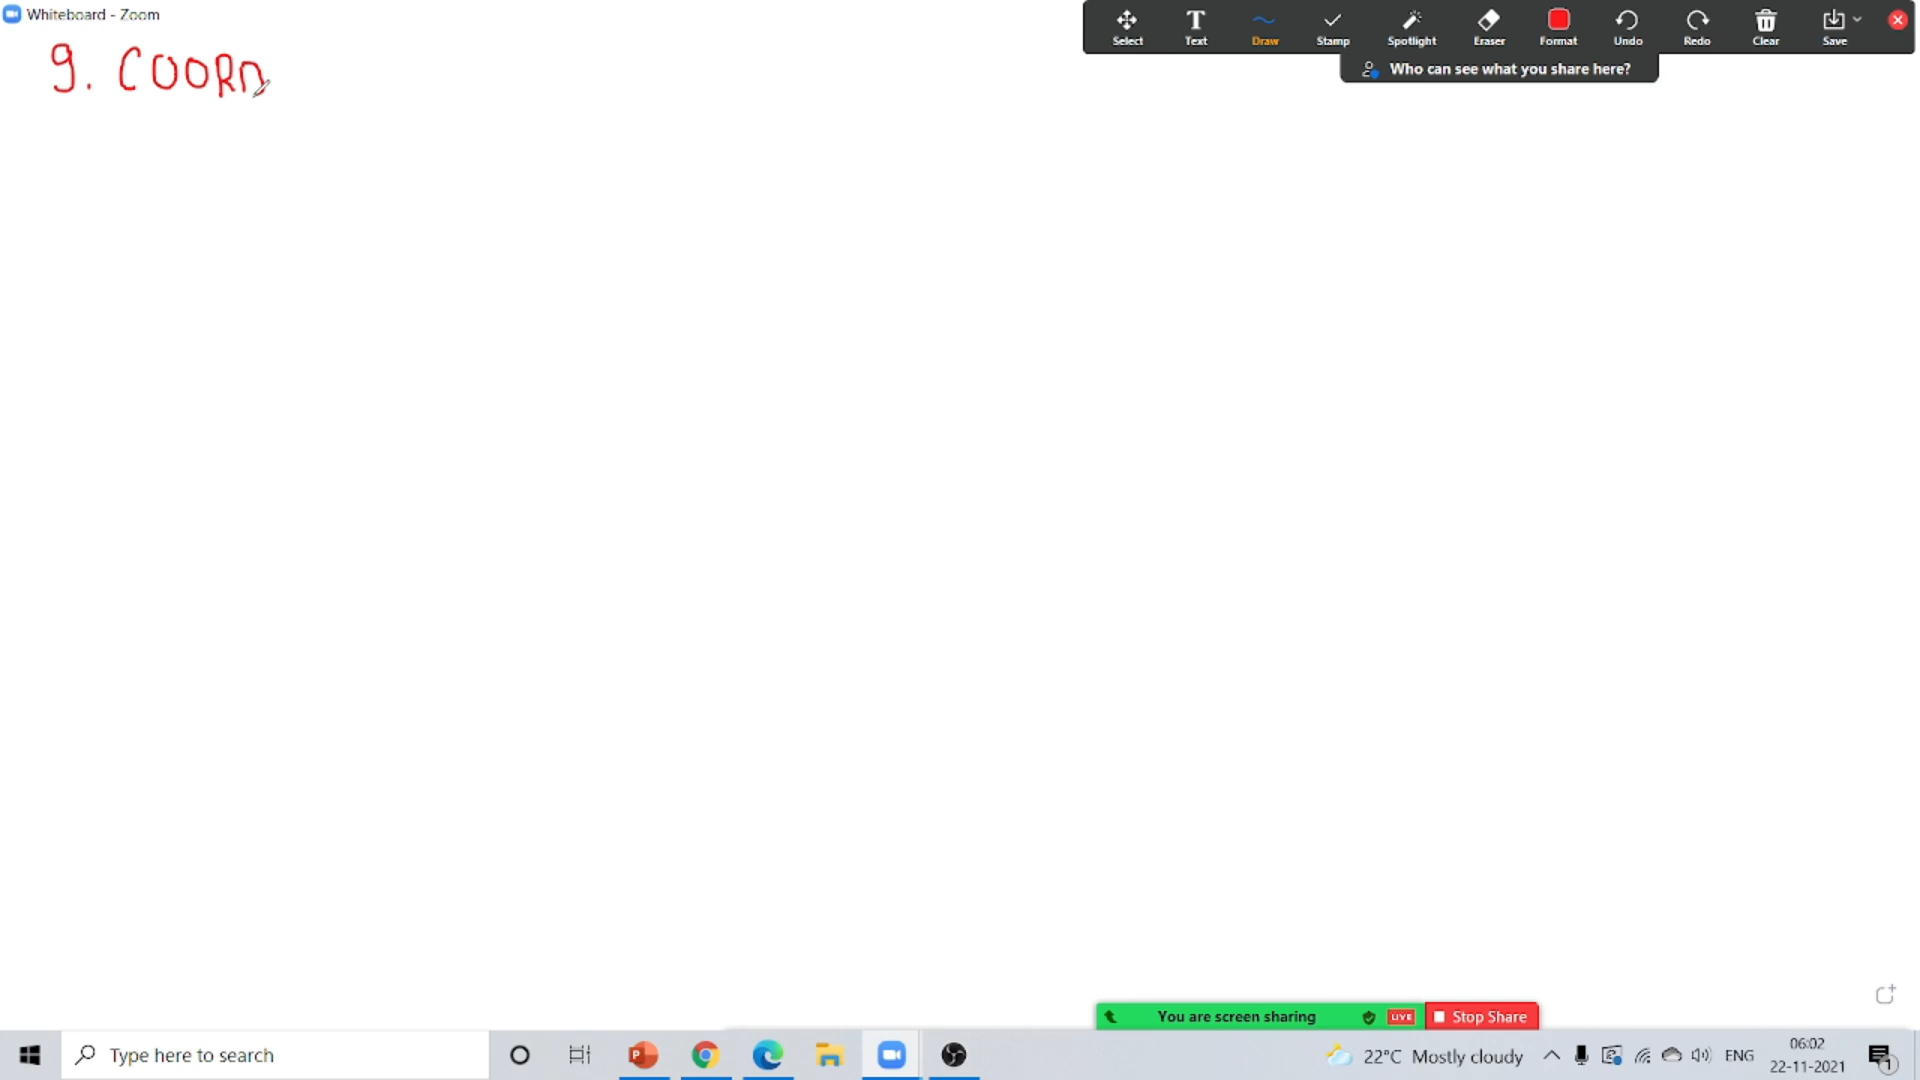 Whiteboard - Zoom
Select Text Draw Stamp Spotlight Eraser Format Undo Redo Clear Save
Who can see what you share here?
9.
You are screen sharing LIVE Stop Share
Type here to search
22°C Mostly cloudy ENG
06:02
22-11-2021
1